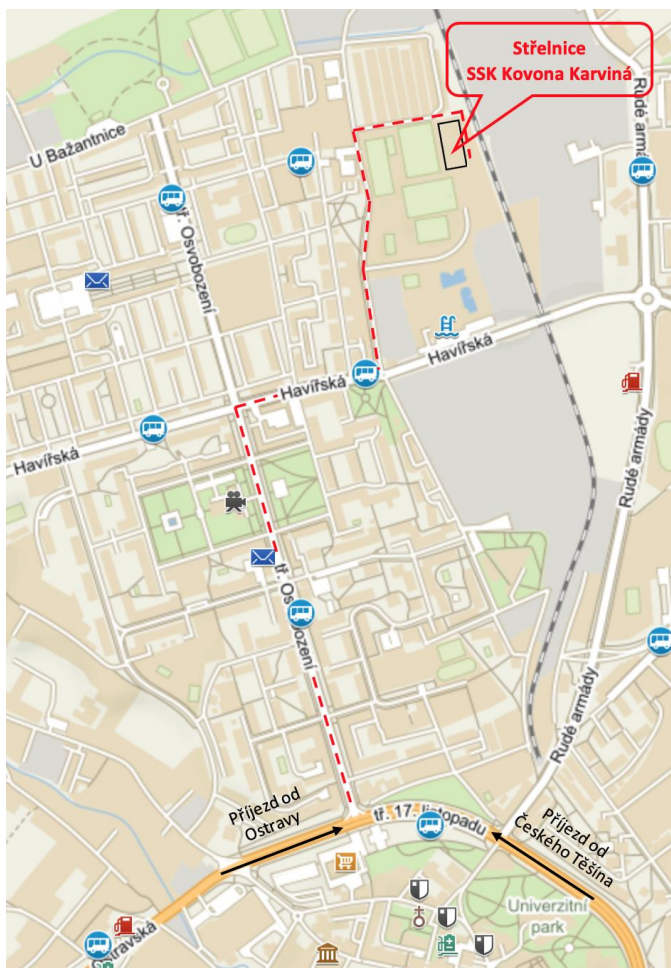 Střelnice
SSK Kovona Karviná
Rudé armády
U Bažantnice
tř. Osvobození
Havířská
Havířská
Havířská
Rudé armády
tř. Osvobození
Rudé armády
Příjezd od
Ostravy
tř. 17. listopadu
Příjezd od
Českého Těšína
Univerzitní
park
Ostravská